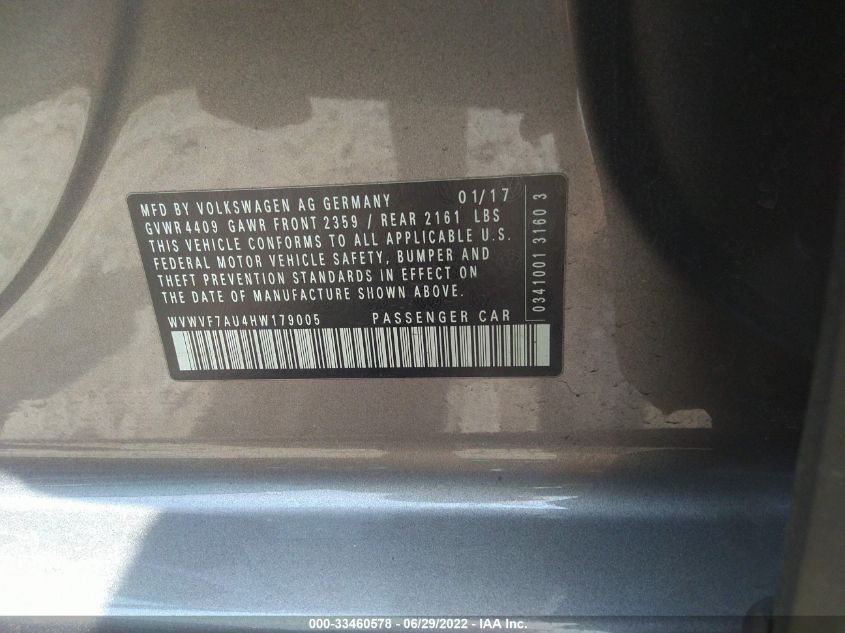 MFD BY VOLKSWAGEN AG GERMANY 01/17
GVWR 4409 GAWR FRONT 2359 / REAR 2161 LBS
THIS VEHICLE CONFORMS TO ALL APPLICABLE U.S.
FEDERAL MOTOR VEHICLE SAFETY, BUMPER AND
THEFT PREVENTION STANDARDS IN EFFECT ON
THE DATE OF MANUFACTURE SHOWN ABOVE.
WVWVF7AU4HW179005 PASSENGER CAR
0341001 3160 3
000-33460578 - 06/29/2022 - IAA Inc.